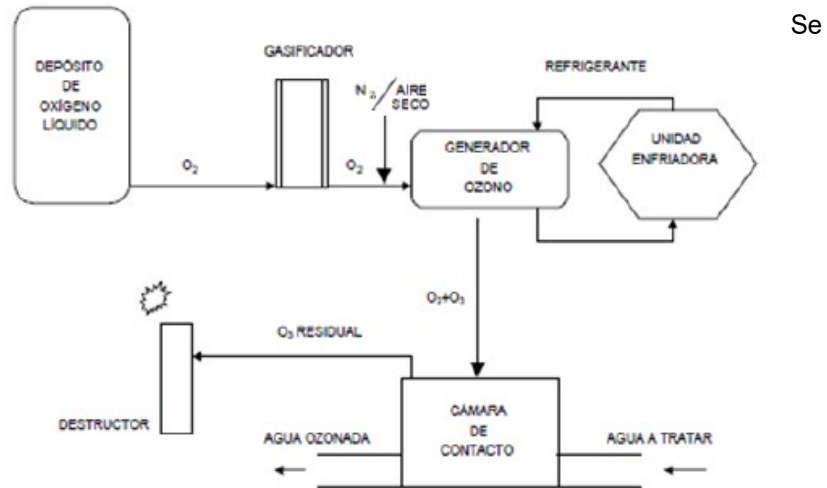 Se
DEPÓSITO
DE
OXÍGENO
LÍQUIDO
GASIFICADOR
N₂/AIRE
SECO
REFRIGERANTE
GENERADOR
DE
OZONO
UNIDAD
ENFRIADORA
O₂
O₂
O₂+O₃
O₃ RESIDUAL
DESTRUCTOR
CÁMARA
DE
CONTACTO
AGUA OZONADA
AGUA A TRATAR